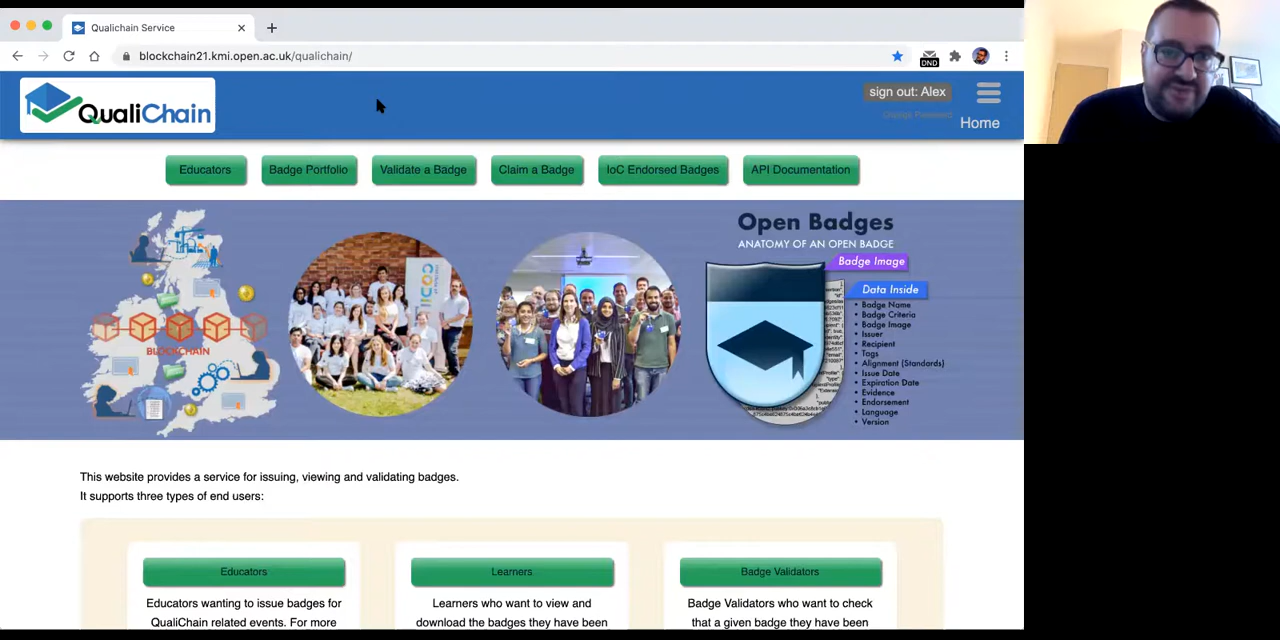 Qualichain Service
blockchain21.kmi.open.ac.uk/qualichain/
DND
QualiChain
sign out: Alex
Change Password
Home
Educators
Badge Portfolio
Validate a Badge
Claim a Badge
IoC Endorsed Badges
API Documentation
BLOCKCHAIN
Open Badges
ANATOMY OF AN OPEN BADGE
Badge Image
Data Inside
• Badge Name
• Badge Criteria
• Badge Image
• Issuer
• Recipient
• Tags
• Alignment (Standards)
• Issue Date
• Expiration Date
• Evidence
• Endorsement
• Language
• Version
This website provides a service for issuing, viewing and validating badges.
It supports three types of end users:
Educators
Educators wanting to issue badges for
QualiChain related events. For more
Learners
Learners who want to view and
download the badges they have been
Badge Validators
Badge Validators who want to check
that a given badge they have been